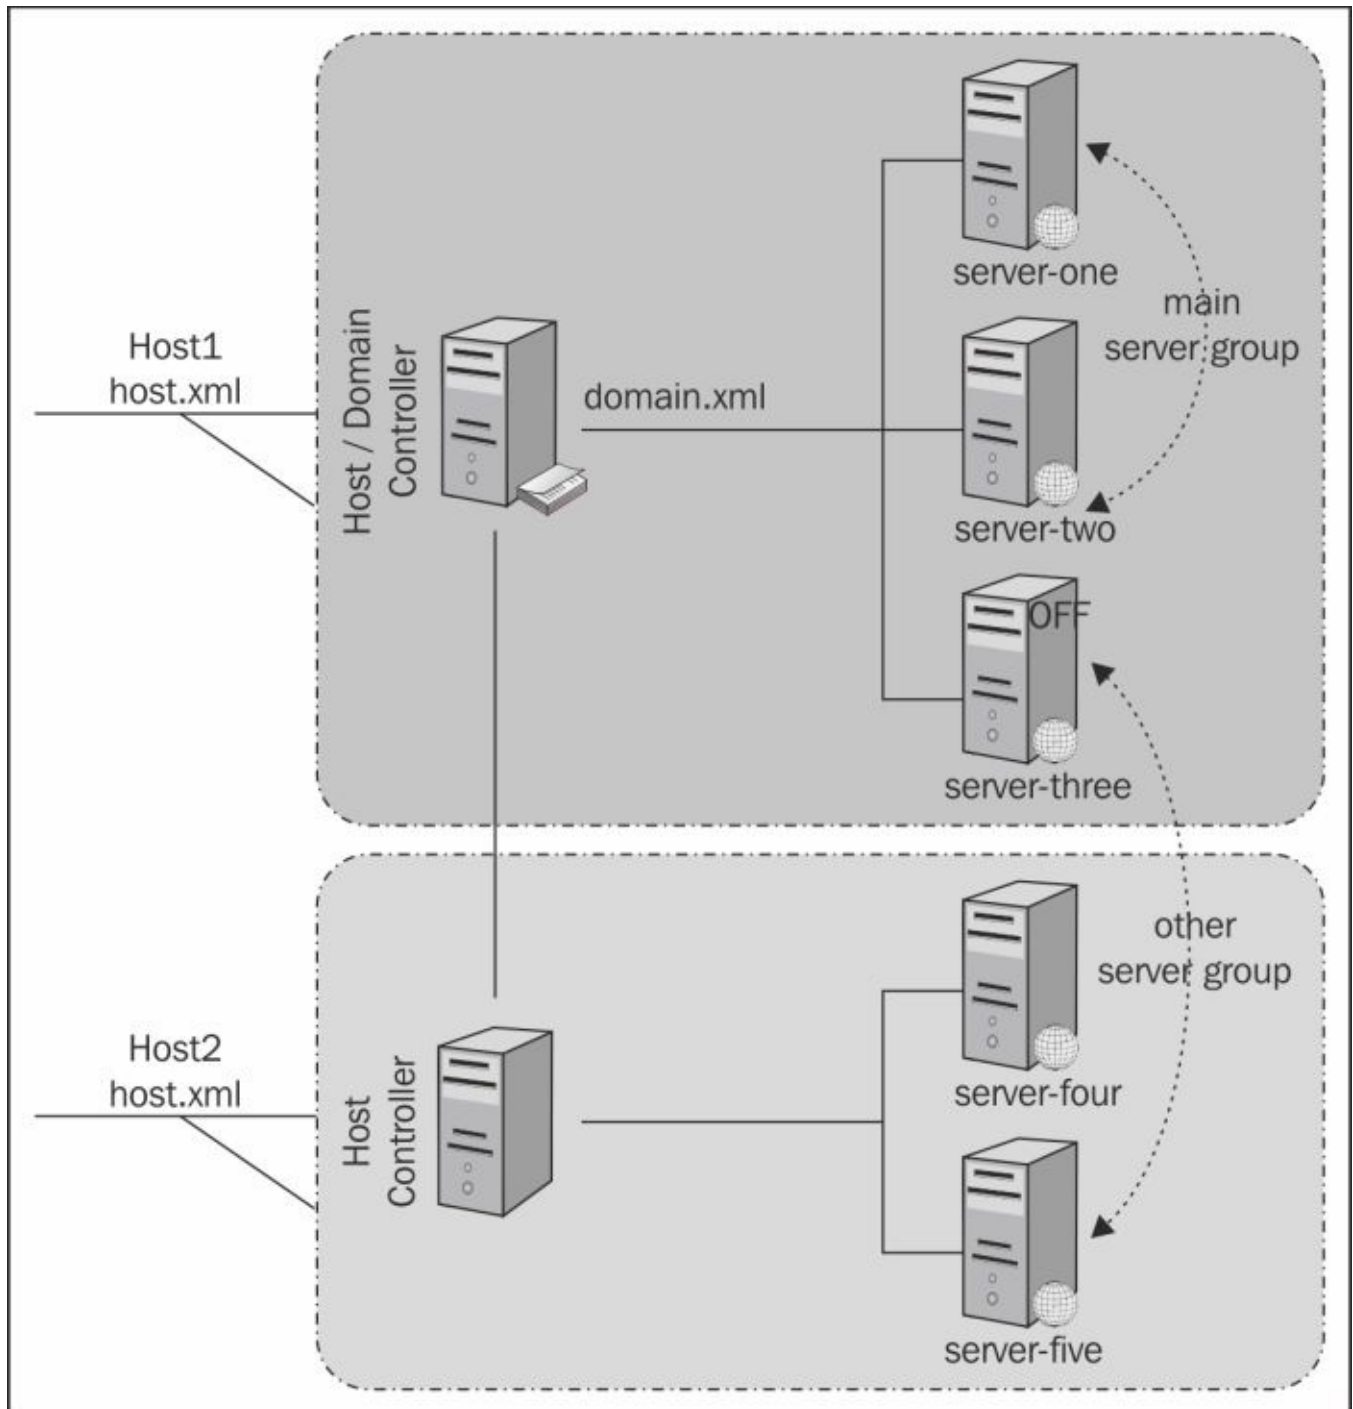 Host1
host.xml
Host / Domain
Controller
domain.xml
server-one
main
server group
server-two
OFF
server-three
Host2
host.xml
Host
Controller
server-four
other
server group
server-five